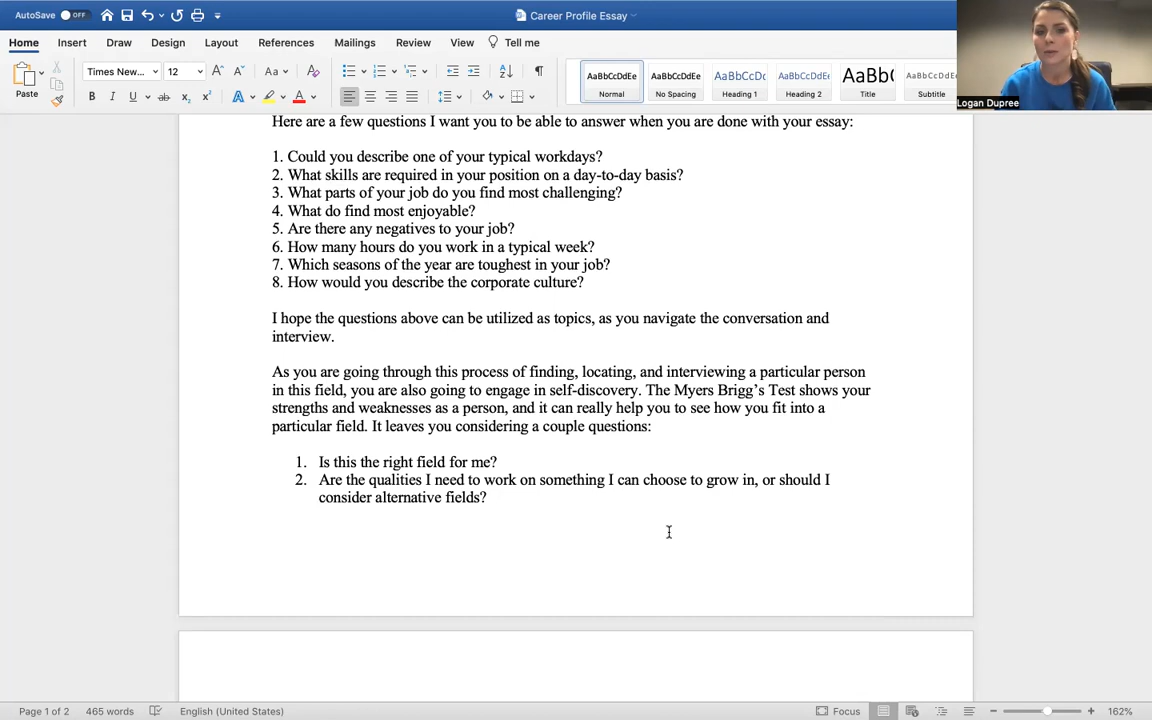 AutoSave OFF
Career Profile Essay
Home Insert Draw Design Layout References Mailings Review View Tell me
Paste
Times New... 12
AaBbCcDdEe AaBbCcDdEe AaBbCcDc AaBbCcDdEe AaBb( AaBbCcDdEe
Normal No Spacing Heading 1 Heading 2 Title Subtitle
Logan Dupree
Here are a few questions I want you to be able to answer when you are done with your essay:
1. Could you describe one of your typical workdays?
2. What skills are required in your position on a day-to-day basis?
3. What parts of your job do you find most challenging?
4. What do find most enjoyable?
5. Are there any negatives to your job?
6. How many hours do you work in a typical week?
7. Which seasons of the year are toughest in your job?
8. How would you describe the corporate culture?
I hope the questions above can be utilized as topics, as you navigate the conversation and
interview.
As you are going through this process of finding, locating, and interviewing a particular person
in this field, you are also going to engage in self-discovery. The Myers Brigg’s Test shows your
strengths and weaknesses as a person, and it can really help you to see how you fit into a
particular field. It leaves you considering a couple questions:
1. Is this the right field for me?
2. Are the qualities I need to work on something I can choose to grow in, or should I
consider alternative fields?
Page 1 of 2 465 words English (United States) Focus 162%